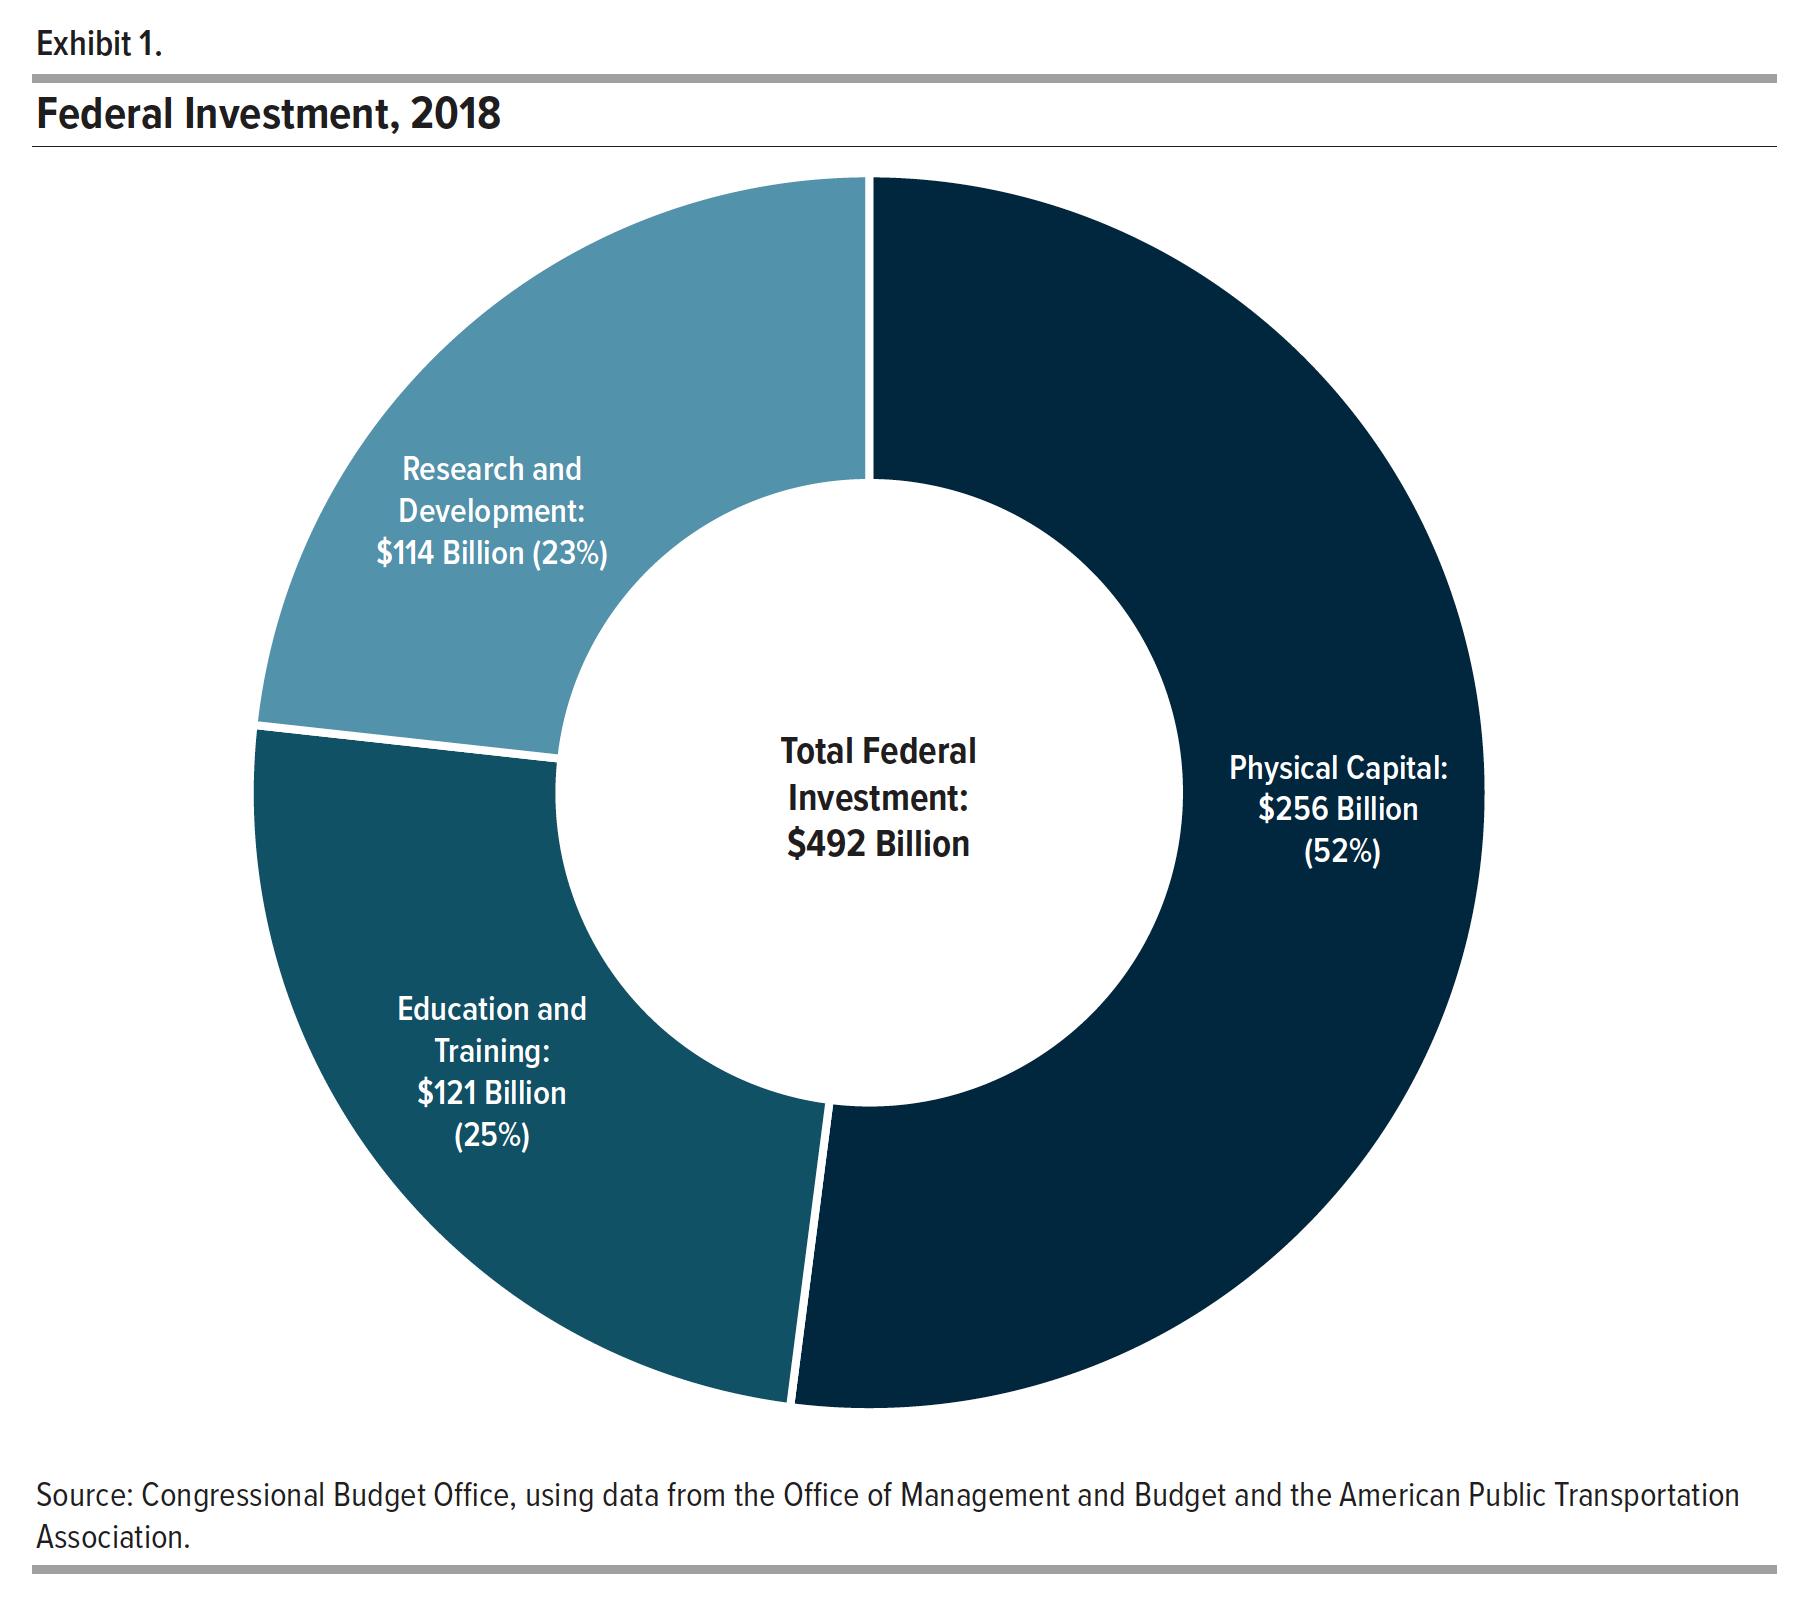 Exhibit 1.
Federal Investment, 2018
Research and
Development:
$114 Billion (23%)
Total Federal
Investment:
$492 Billion
Physical Capital:
$256 Billion
(52%)
Education and
Training:
$121 Billion
(25%)
Source: Congressional Budget Office, using data from the Office of Management and Budget and the American Public Transportation
Association.